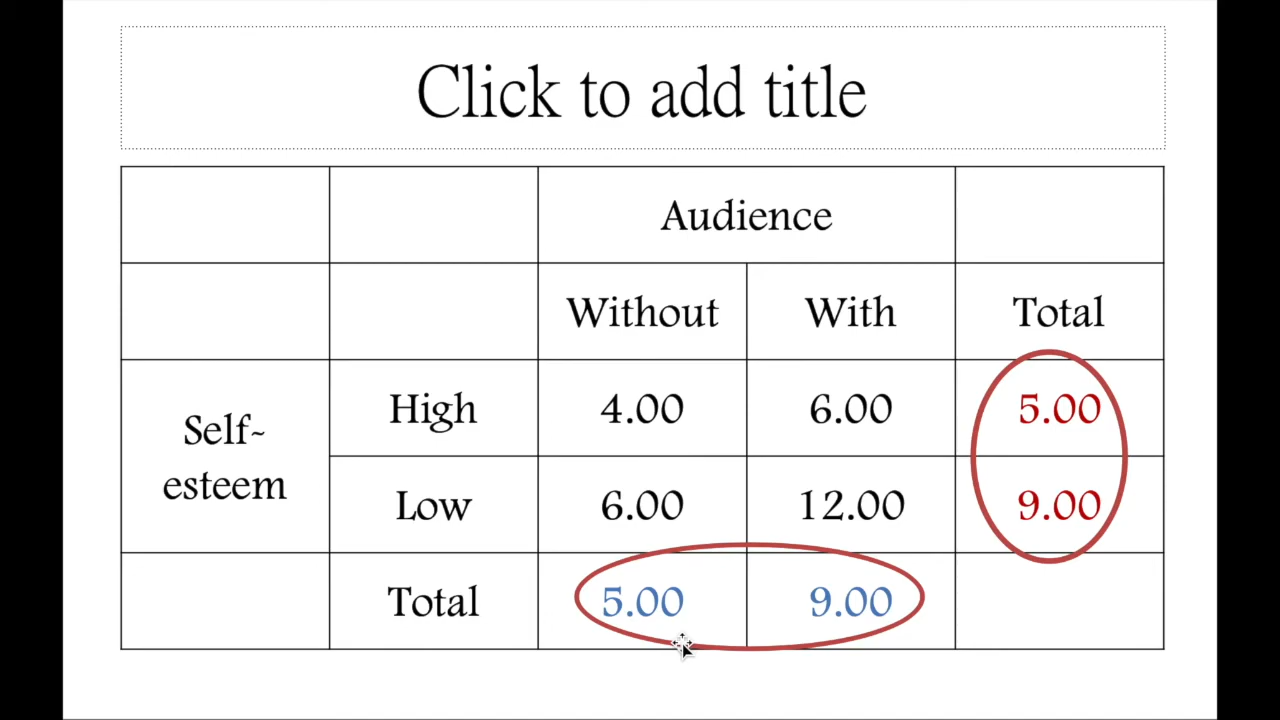 Click to add title
Audience
Without With Total
High 4.00 6.00 5.00
Self-
esteem
Low 6.00 12.00 9.00
Total 5.00 9.00